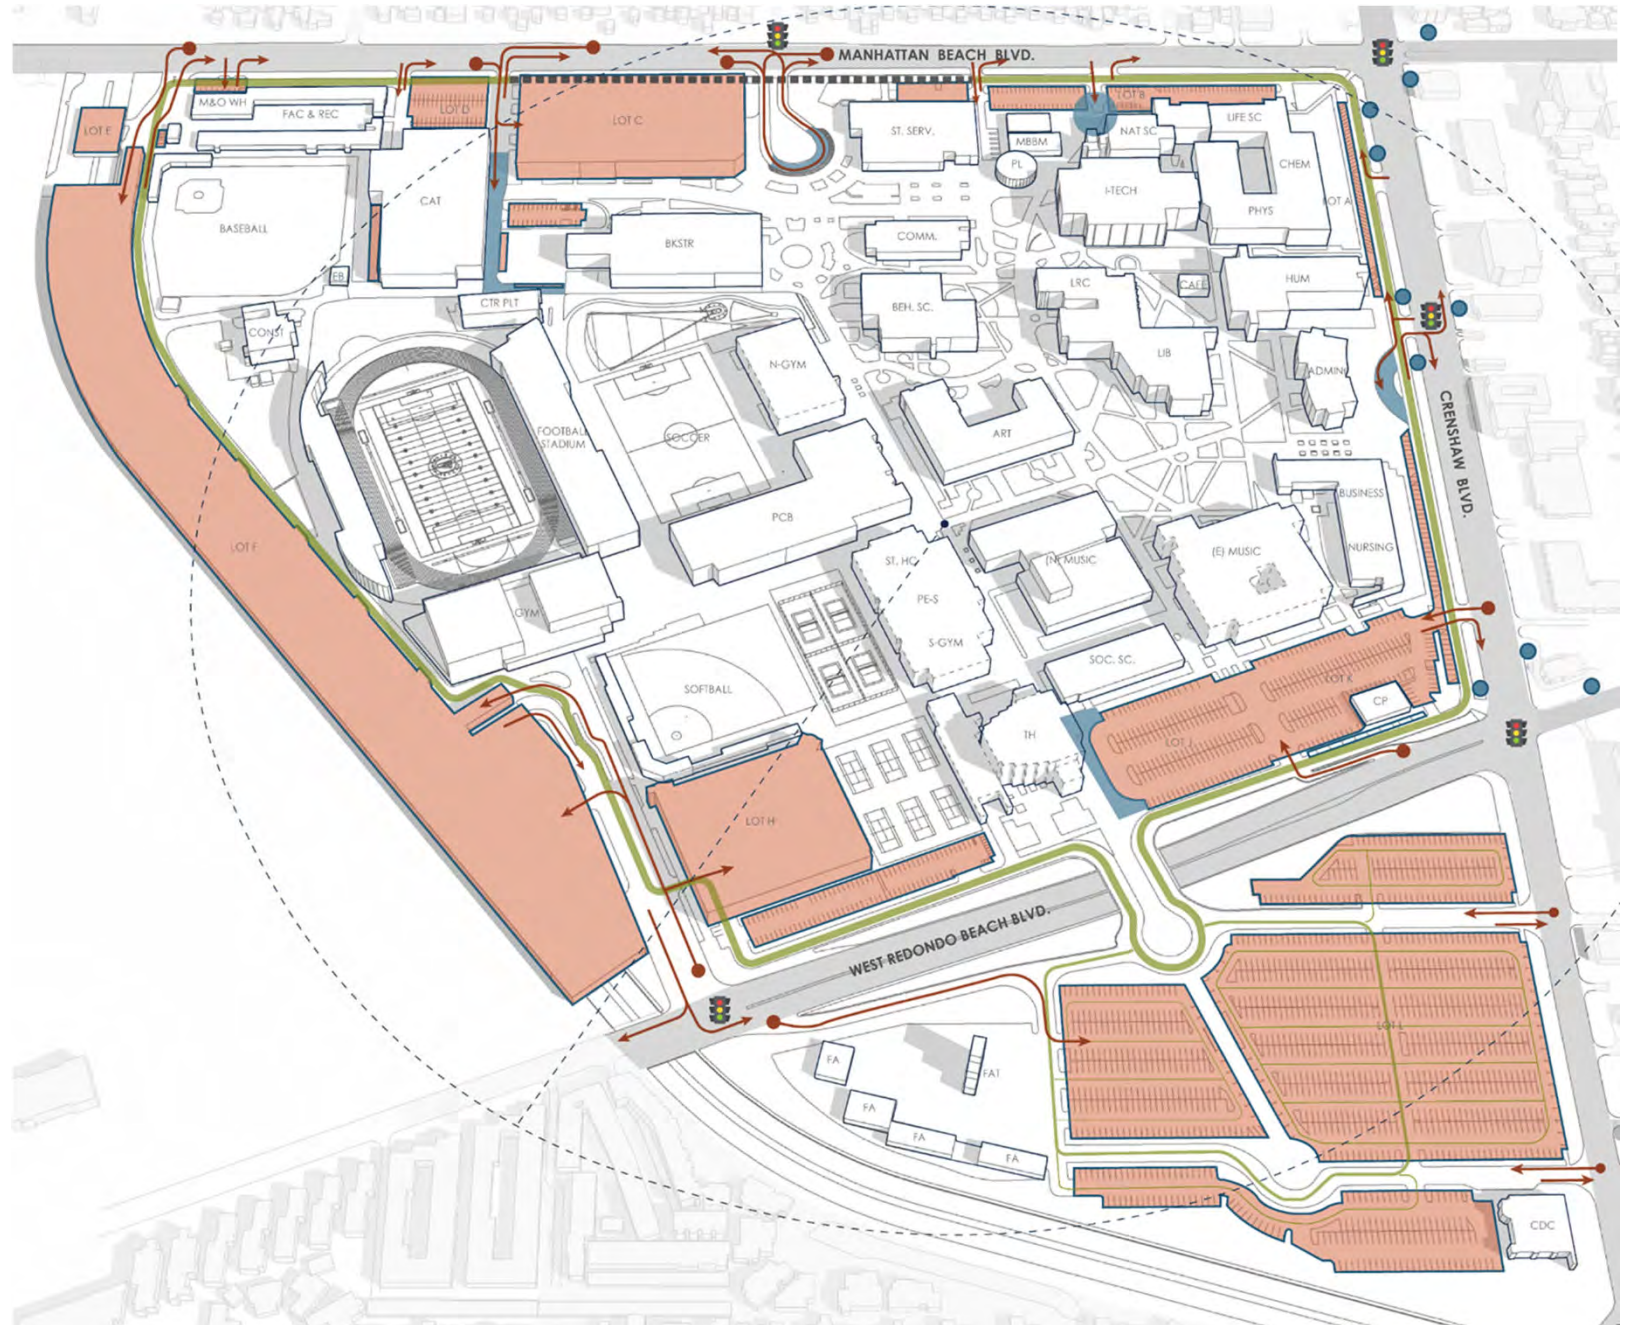 MANHATTAN BEACH BLVD.
M&O WH
FAC & REC
LOT D
LOT C
LOT E
ST. SERV.
MBBM
PL
LOT B
NAT SC
LIFE SC
CHEM
I-TECH
PHYS
LOT A
BASEBALL
CAT
BKSTR
COMM.
CTR PLT
CONST
BEH. SC.
LRC
CAFE
HUM
LIB
ADMIN
N-GYM
SOCCER
FOOTBALL
STADIUM
ART
CRENSHAW BLVD.
BUSINESS
NURSING
LOT F
PCB
ST. HC
PE-S
S-GYM
(N) MUSIC
(E) MUSIC
GYM
SOC. SC.
SOFTBALL
LOT K
CP
LOT J
TH
LOT H
WEST REDONDO BEACH BLVD.
LOT L
FA
FAT
FA
FA
FA
CDC